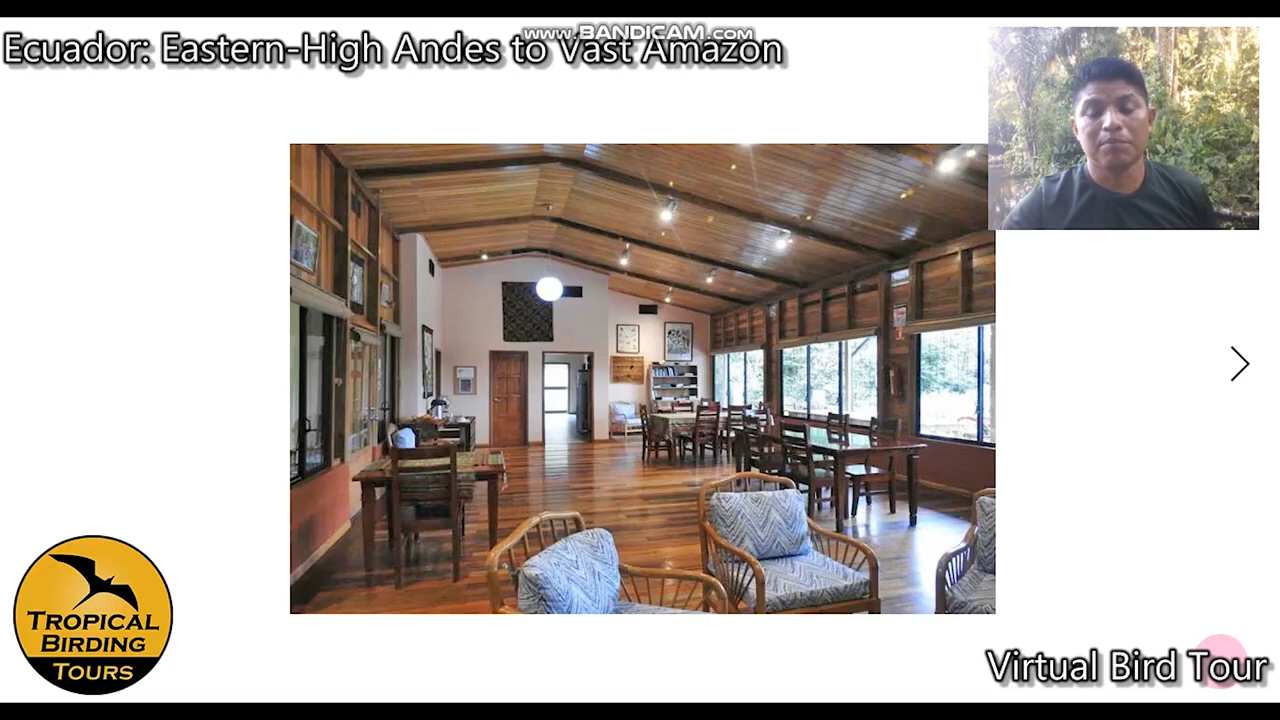 WWW.BANDICAM.COM
Ecuador: Eastern-High Andes to Vast Amazon
TROPICAL
BIRDING
TOURS
Virtual Bird Tour